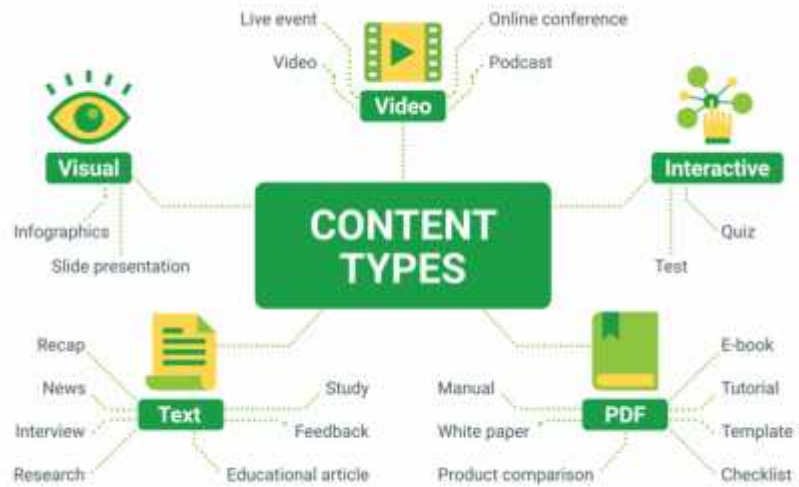 Live event
Online conference
Video
Podcast
Video
Visual
Interactive
Infographics
Slide presentation
Quiz
Test
CONTENT
TYPES
Recap
News
Interview
Research
Text
Study
Feedback
Educational article
Manual
White paper
Product comparison
PDF
E-book
Tutorial
Template
Checklist